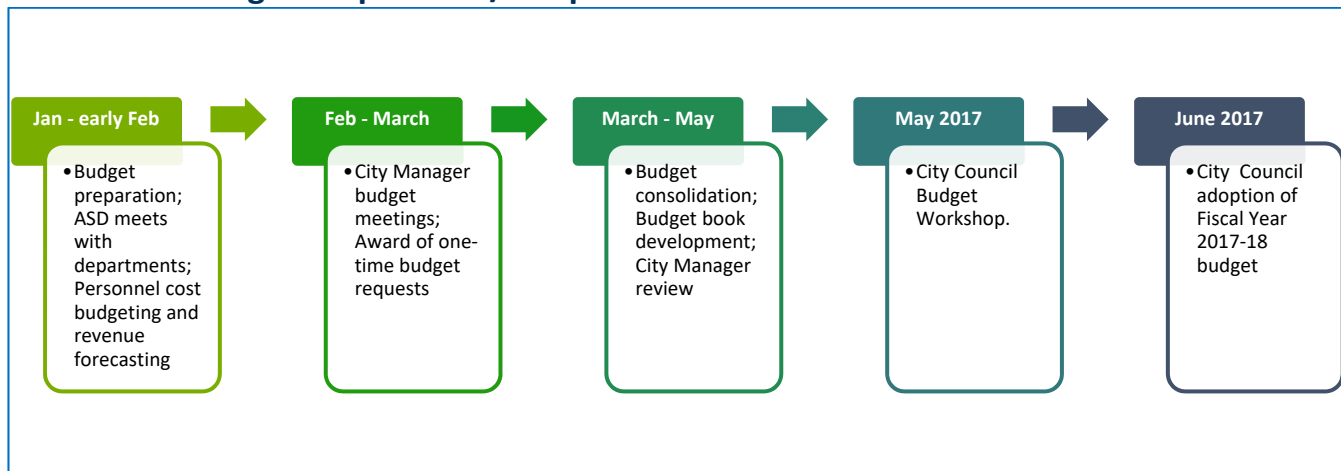 Jan - early Feb
•Budget
preparation;
ASD meets
with
departments;
Personnel cost
budgeting and
revenue
forecasting
Feb - March
•City Manager
budget
meetings;
Award of one-
time budget
requests
March - May
•Budget
consolidation;
Budget book
development;
City Manager
review
May 2017
•City Council
Budget
Workshop.
June 2017
•City Council
adoption of
Fiscal Year
2017-18
budget